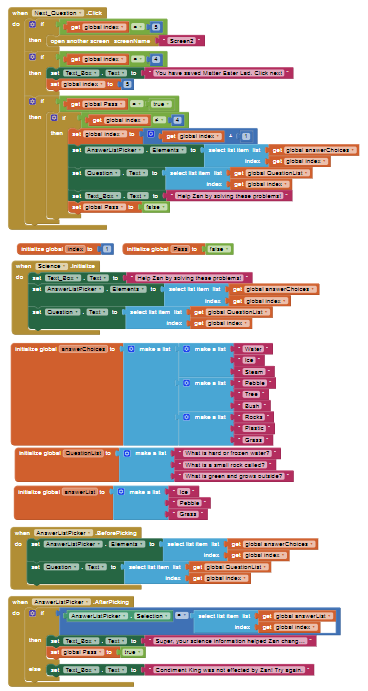 when Next_Question .Click
do if get global index = 5
then open another screen screenName " Screen2 "
if get global index = 4
then set Text_Box . Text to " You have saved Matter Eater Lad. Click next "
set global index to 5
if get global Pass = true
then if get global index < 4
then set global index to get global index + 1
set AnswerListPicker . Elements to select list item list get global answerChoices
index get global index
set Question . Text to select list item list get global QuestionList
index get global index
set Text_Box . Text to " Help Zen by solving these problems! "
set global Pass to false
initialize global index to 1 initialize global Pass to false
when Science .Initialize
do set Text_Box . Text to " Help Zen by solving these problems! "
set AnswerListPicker . Elements to select list item list get global answerChoices
index get global index
set Question . Text to select list item list get global QuestionList
index get global index
initialize global answerChoices to make a list make a list " Water "
" Ice "
" Steam "
make a list " Pebble "
" Tree "
" Bush "
make a list " Rocks "
" Plastic "
" Grass "
initialize global QuestionList to make a list " What is hard or frozen water? "
" What is a small rock called? "
" What is green and grows outside? "
initialize global answerList to make a list " Ice "
" Pebble "
" Grass "
when AnswerListPicker .BeforePicking
do set AnswerListPicker . Elements to select list item list get global answerChoices
index get global index
set Question . Text to select list item list get global QuestionList
index get global index
when AnswerListPicker .AfterPicking
do if AnswerListPicker . Selection = select list item list get global answerList
index get global index
then set Text_Box . Text to " Super, your science information helped Zen chang... "
set global Pass to true
else set Text_Box . Text to " Condiment King was not effected by Zan! Try again. "